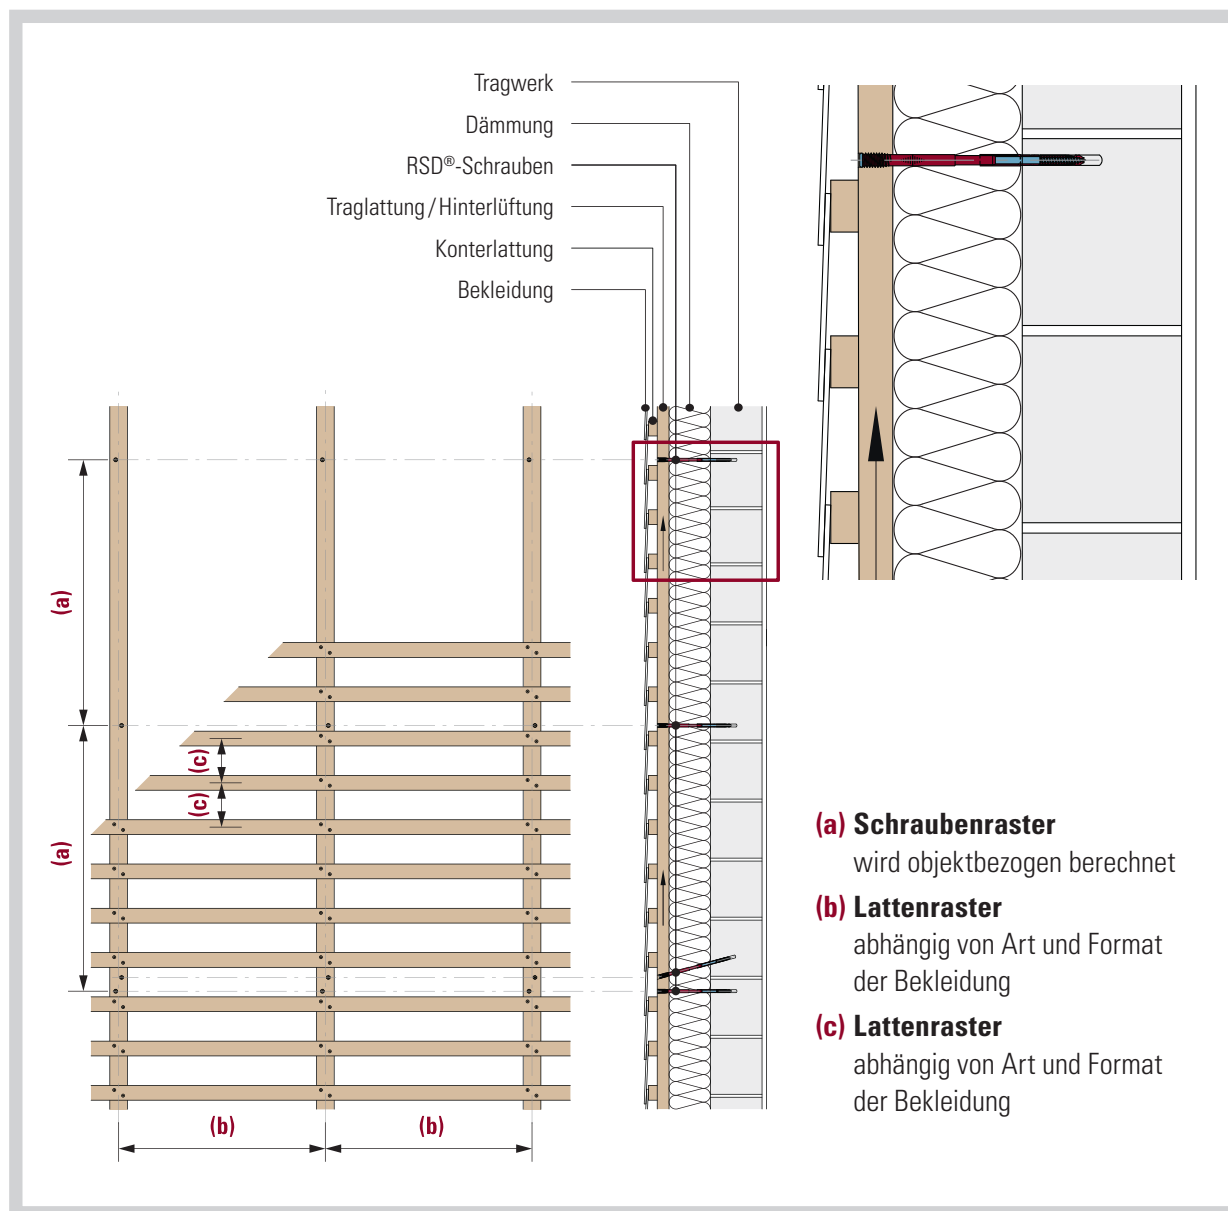 Tragwerk
Dämmung
RSD®-Schrauben
Traglattung / Hinterlüftung
Konterlattung
Bekleidung
(a)
(c)
(c)
(a)
(b)
(b)
(a) Schraubenraster
wird objektbezogen berechnet
(b) Lattenraster
abhängig von Art und Format
der Bekleidung
(c) Lattenraster
abhängig von Art und Format
der Bekleidung